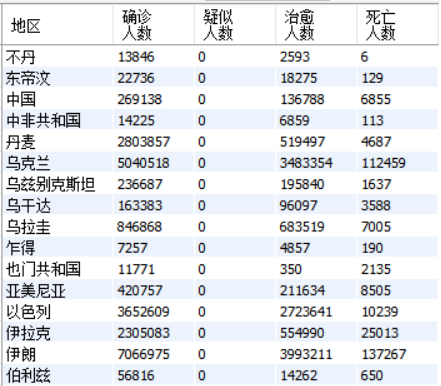 地区 确诊人数 疑似人数 治愈人数 死亡人数
不丹 13846 0 2593 6
东帝汶 22736 0 18275 129
中国 269138 0 136788 6855
中非共和国 14225 0 6859 113
丹麦 2803857 0 519497 4687
乌克兰 5040518 0 3483354 112459
乌兹别克斯坦 236687 0 195840 1637
乌干达 163383 0 96097 3588
乌拉圭 846868 0 683519 7005
乍得 7257 0 4857 190
也门共和国 11771 0 350 2135
亚美尼亚 420757 0 211634 8505
以色列 3652609 0 2723641 10239
伊拉克 2305083 0 554990 25013
伊朗 7066975 0 3993211 137267
伯利兹 56816 0 14262 650